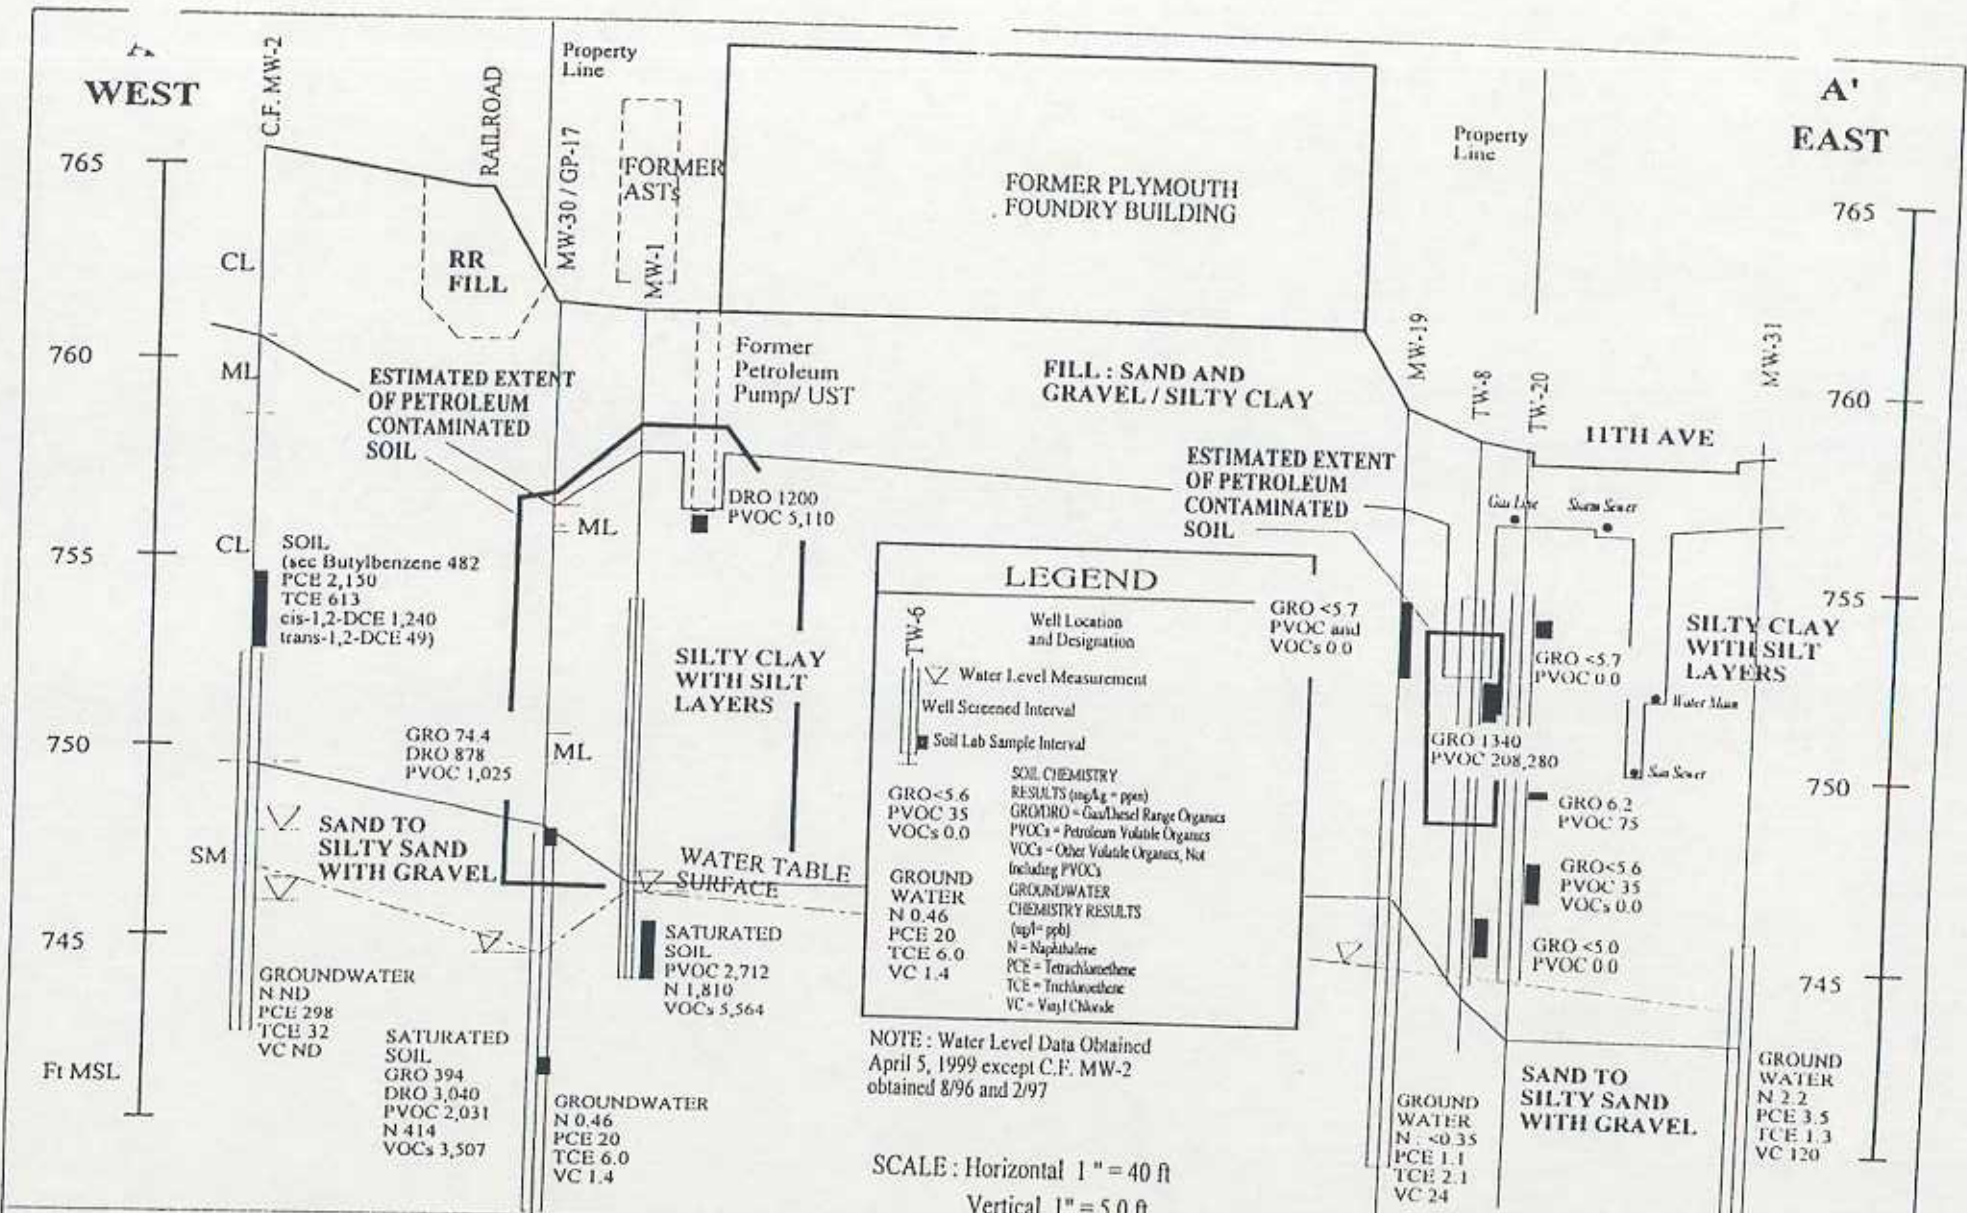 WEST
C.F. MW-2
RAILROAD
Property
Line
MW-30 / GP-17
FORMER
ASTs
MW-1
FORMER PLYMOUTH
FOUNDRY BUILDING
Property
Line
A'
EAST
765
760
755
750
745
Ft MSL
765
760
755
750
745
CL
ML
CL
SM
RR
FILL
ESTIMATED EXTENT
OF PETROLEUM
CONTAMINATED
SOIL
Former
Petroleum
Pump/ UST
FILL : SAND AND
GRAVEL / SILTY CLAY
MW-19
TW-8
TW-20
MW-31
11TH AVE
ESTIMATED EXTENT
OF PETROLEUM
CONTAMINATED
SOIL
Gas Line
Storm Sewer
Water Main
San Sewer
ML
ML
DRO 1200
PVOC 5,110
SOIL
(sec Butylbenzene 482
PCE 2,150
TCE 613
cis-1,2-DCE 1,240
trans-1,2-DCE 49)
SILTY CLAY
WITH SILT
LAYERS
GRO 74.4
DRO 878
PVOC 1,025
SAND TO
SILTY SAND
WITH GRAVEL
WATER TABLE
SURFACE
SATURATED
SOIL
PVOC 2,712
N 1,810
VOCs 5,564
GROUNDWATER
N ND
PCE 298
TCE 32
VC ND
SATURATED
SOIL
GRO 394
DRO 3,040
PVOC 2,031
N 414
VOCs 3,507
GROUNDWATER
N 0.46
PCE 20
TCE 6.0
VC 1.4
LEGEND
TW-6
Well Location
and Designation
Water Level Measurement
Well Screened Interval
Soil Lab Sample Interval
GRO<5.6
PVOC 35
VOCs 0.0
SOIL CHEMISTRY
RESULTS (mg/kg = ppm)
GRO/DRO = Gas/Diesel Range Organics
PVOCs = Petroleum Volatile Organics
VOCs = Other Volatile Organics, Not
Including PVOCs
GROUND
WATER
N 0.46
PCE 20
TCE 6.0
VC 1.4
GROUNDWATER
CHEMISTRY RESULTS
(ug/l= ppb)
N = Naphthalene
PCE = Tetrachloroethene
TCE = Trichloroethene
VC = Vinyl Chloride
NOTE : Water Level Data Obtained
April 5, 1999 except C.F. MW-2
obtained 8/96 and 2/97
SCALE : Horizontal 1 " = 40 ft
Vertical 1" = 5.0 ft
GRO <5.7
PVOC and
VOCs 0.0
GRO <5.7
PVOC 0.0
SILTY CLAY
WITH SILT
LAYERS
GRO 1340
PVOC 208,280
GRO 6.2
PVOC 75
GRO<5.6
PVOC 35
VOCs 0.0
GRO <5.0
PVOC 0.0
SAND TO
SILTY SAND
WITH GRAVEL
GROUND
WATER
N : <0.35
PCE 1.1
TCE 2.1
VC 24
GROUND
WATER
N 2.2
PCE 3.5
TCE 1.3
VC 120